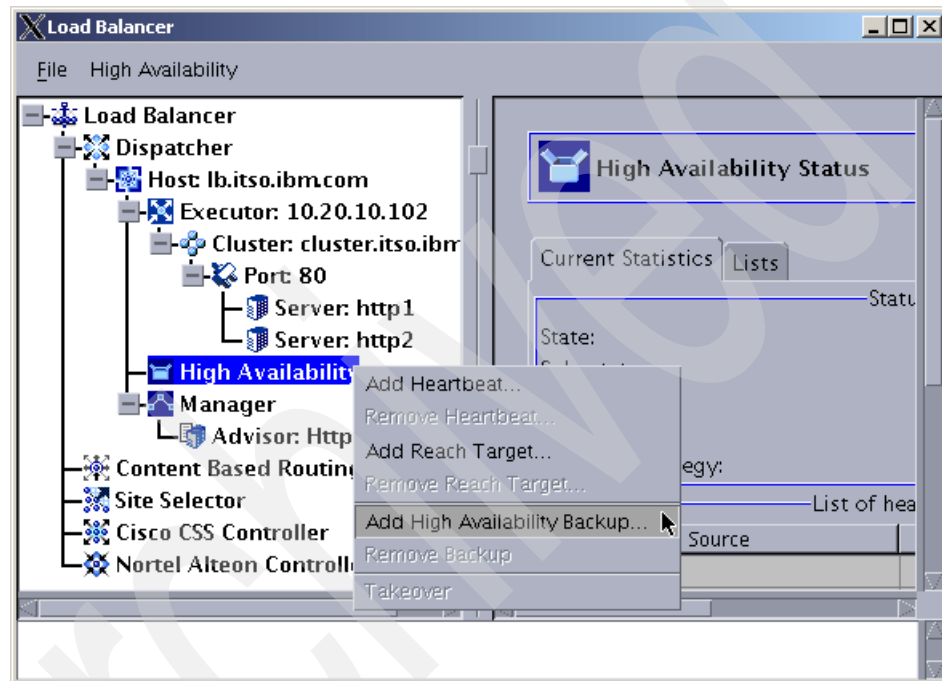 Load Balancer
File High Availability
Load Balancer
Dispatcher
Host: lb.itso.ibm.com
Executor: 10.20.10.102
Cluster: cluster.itso.ibm
Port: 80
Server: http1
Server: http2
High Availability
Manager
Advisor: Http
Content Based Routing
Site Selector
Cisco CSS Controller
Nortel Alteon Controll
Add Heartbeat...
Remove Heartbeat...
Add Reach Target...
Remove Reach Target...
Add High Availability Backup...
Remove Backup
Takeover
High Availability Status
Current Statistics Lists
Statu
State:
egy:
List of hea
Source